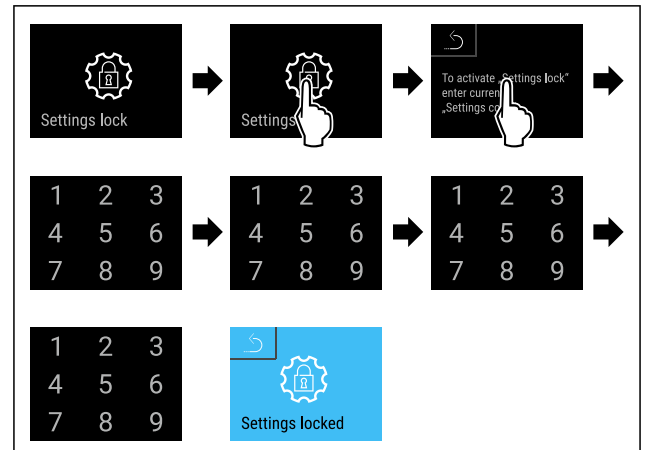 Settings lock
Settings
To activate „Settings lock"
enter curren
„Settings co
1 2 3
4 5 6
7 8 9
1 2 3
4 5 6
7 8 9
1 2 3
4 5 6
7 8 9
1 2 3
4 5 6
7 8 9
Settings locked